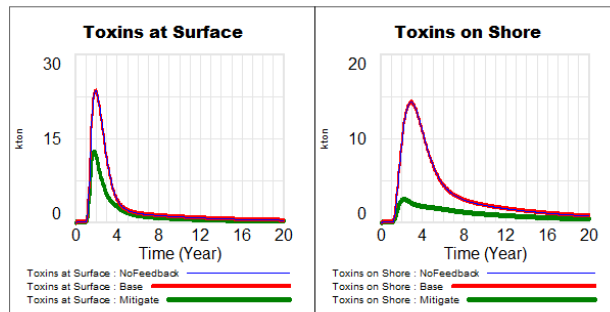 Toxins at Surface
30
15
0
kton
0 4 8 12 16 20
Time (Year)
Toxins at Surface : NoFeedback
Toxins at Surface : Base
Toxins at Surface : Mitigate
Toxins on Shore
20
10
0
kton
0 4 8 12 16 20
Time (Year)
Toxins on Shore : NoFeedback
Toxins on Shore : Base
Toxins on Shore : Mitigate